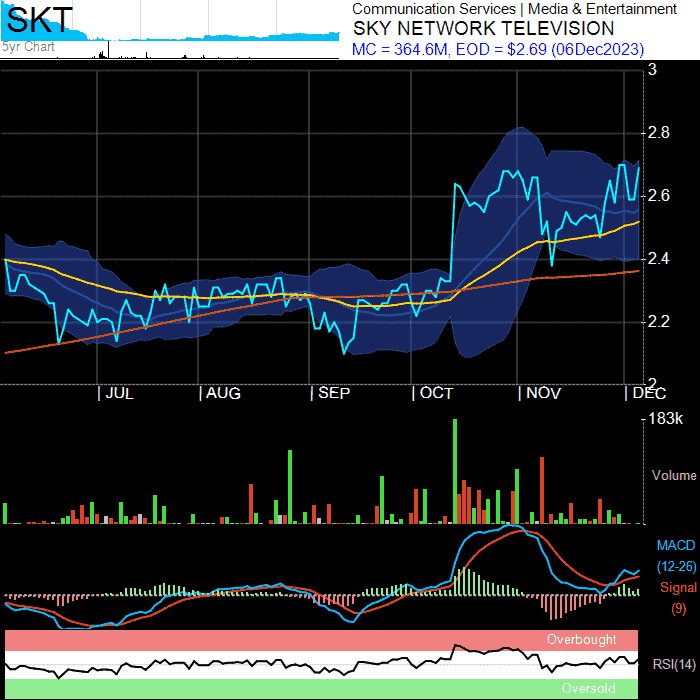 SKT
5yr Chart
Communication Services | Media & Entertainment
SKY NETWORK TELEVISION
MC = 364.6M, EOD = $2.69 (06Dec2023)
3
2.8
2.6
2.4
2.2
2
| JUL | AUG | SEP | OCT | NOV | DEC
183k
Volume
MACD
(12-26)
Signal
(9)
Overbought
RSI(14)
Oversold